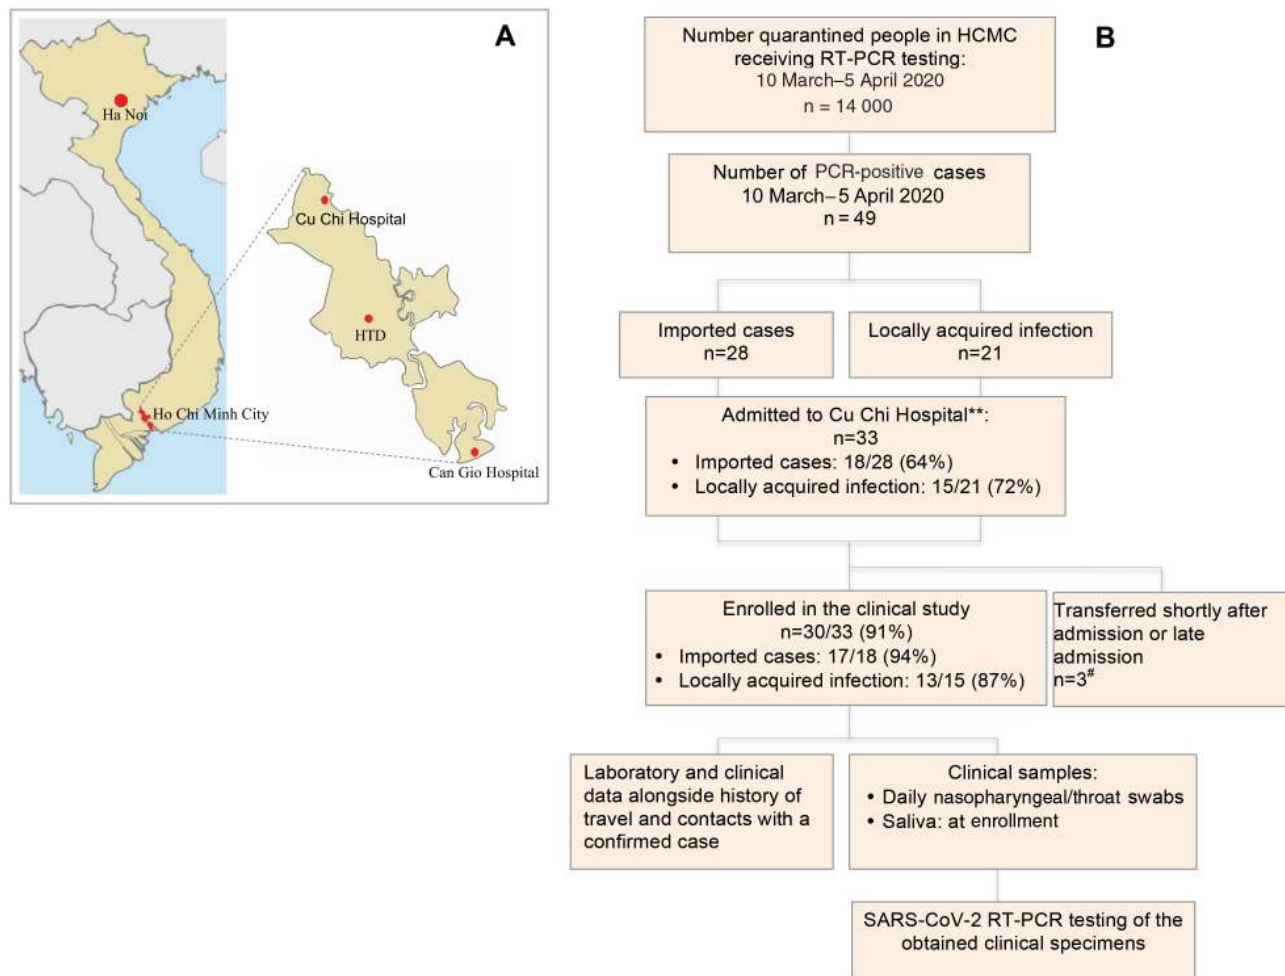 A
Ha Noi
Cu Chi Hospital
HTD
Ho Chi Minh City
Can Gio Hospital
B
Number quarantined people in HCMC
receiving RT-PCR testing:
10 March–5 April 2020
n = 14 000
Number of PCR-positive cases
10 March–5 April 2020
n = 49
Imported cases
n=28
Locally acquired infection
n=21
Admitted to Cu Chi Hospital**:
n=33
• Imported cases: 18/28 (64%)
• Locally acquired infection: 15/21 (72%)
Enrolled in the clinical study
n=30/33 (91%)
• Imported cases: 17/18 (94%)
• Locally acquired infection: 13/15 (87%)
Transferred shortly after
admission or late
admission
n=3#
Laboratory and clinical
data alongside history of
travel and contacts with a
confirmed case
Clinical samples:
• Daily nasopharyngeal/throat swabs
• Saliva: at enrollment
SARS-CoV-2 RT-PCR testing of the
obtained clinical specimens